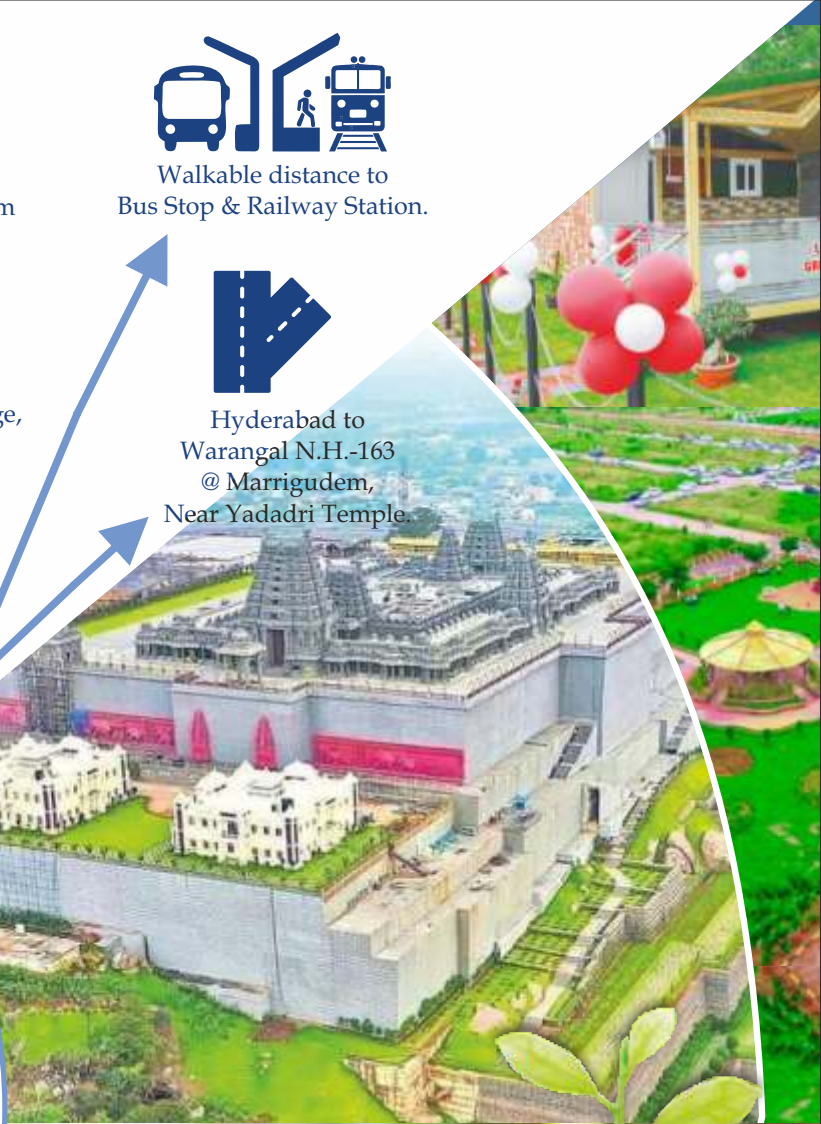 Walkable distance to
Bus Stop & Railway Station.
Hyderabad to
Warangal N.H.-163
@ Marrigudem,
Near Yadadri Temple.